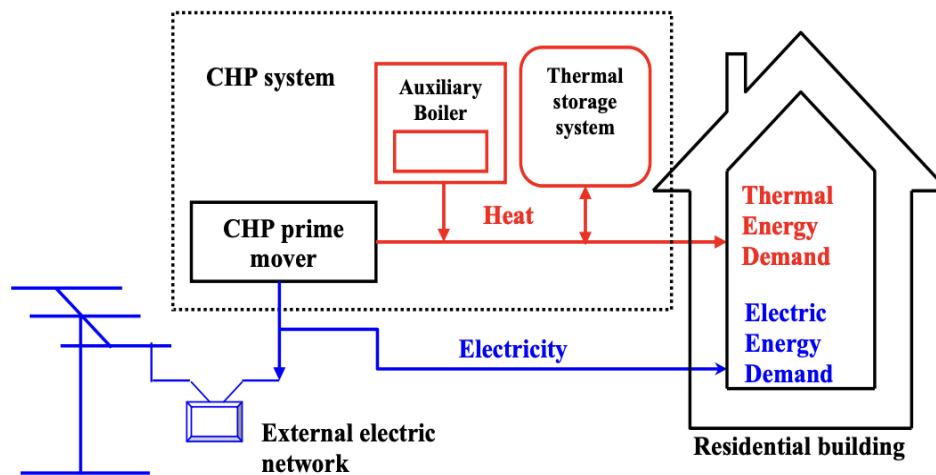 CHP system
Auxiliary
Boiler
Thermal
storage
system
Heat
CHP prime
mover
Thermal
Energy
Demand
Electric
Energy
Demand
Electricity
External electric
network
Residential building